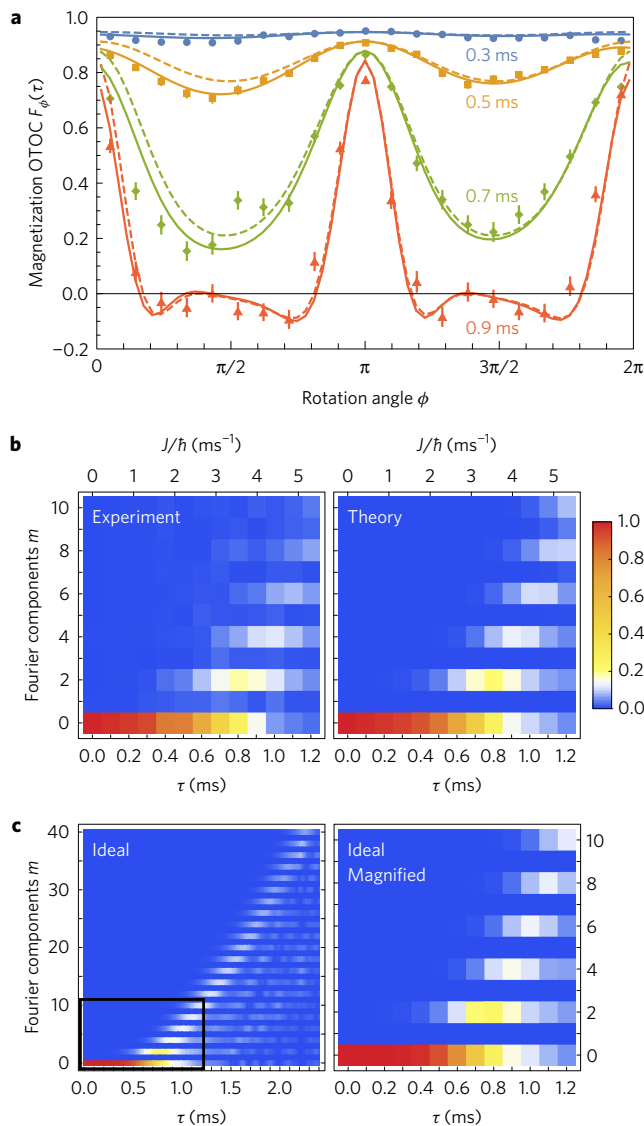 a
Magnetization OTOC Fϕ(τ)
1.0
0.8
0.6
0.4
0.2
0.0
−0.2
0.3 ms
0.5 ms
0.7 ms
0.9 ms
0 π/2 π 3π/2 2π
Rotation angle ϕ
b
J/ħ (ms⁻¹) J/ħ (ms⁻¹)
0 1 2 3 4 5 0 1 2 3 4 5
Fourier components m
10
8
6
4
2
0
Experiment
Theory
1.0
0.8
0.6
0.4
0.2
0.0
0.0 0.2 0.4 0.6 0.8 1.0 1.2 0.0 0.2 0.4 0.6 0.8 1.0 1.2
τ (ms) τ (ms)
c
Fourier components m
40
30
20
10
0
Ideal
Ideal
Magnified
10
8
6
4
2
0
0.0 1.0 2.0 0.0 0.2 0.4 0.6 0.8 1.0 1.2
τ (ms) τ (ms)